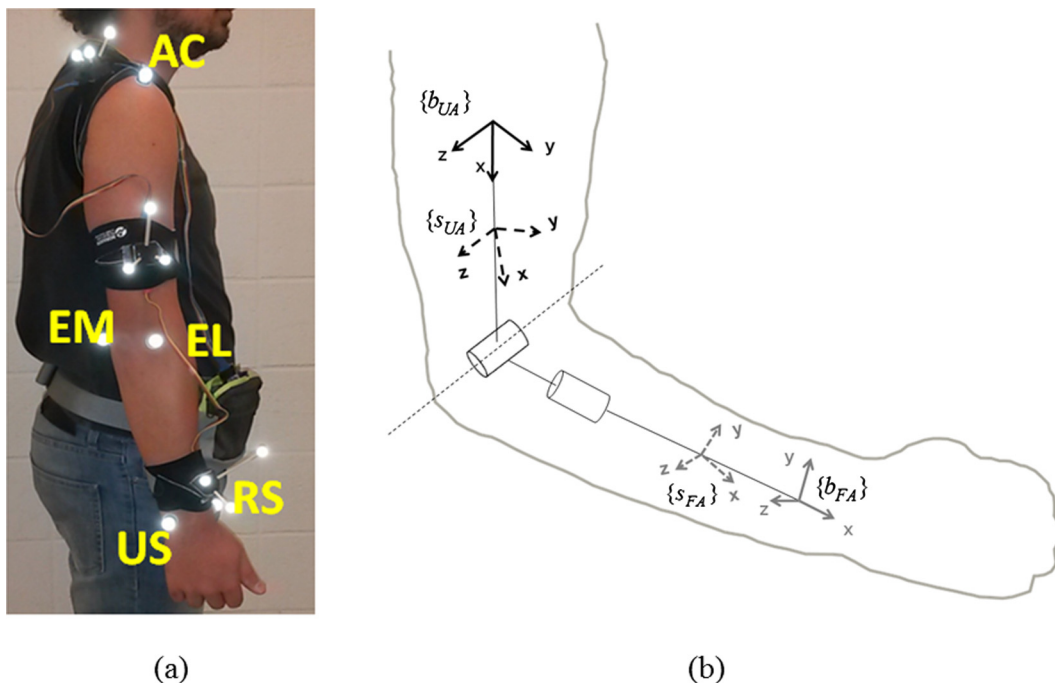 AC
EM
EL
RS
US
{b_UA}
z
y
x
{s_UA}
y
z
x
y
z
{s_FA}
x
y
{b_FA}
z
x
(a)
(b)